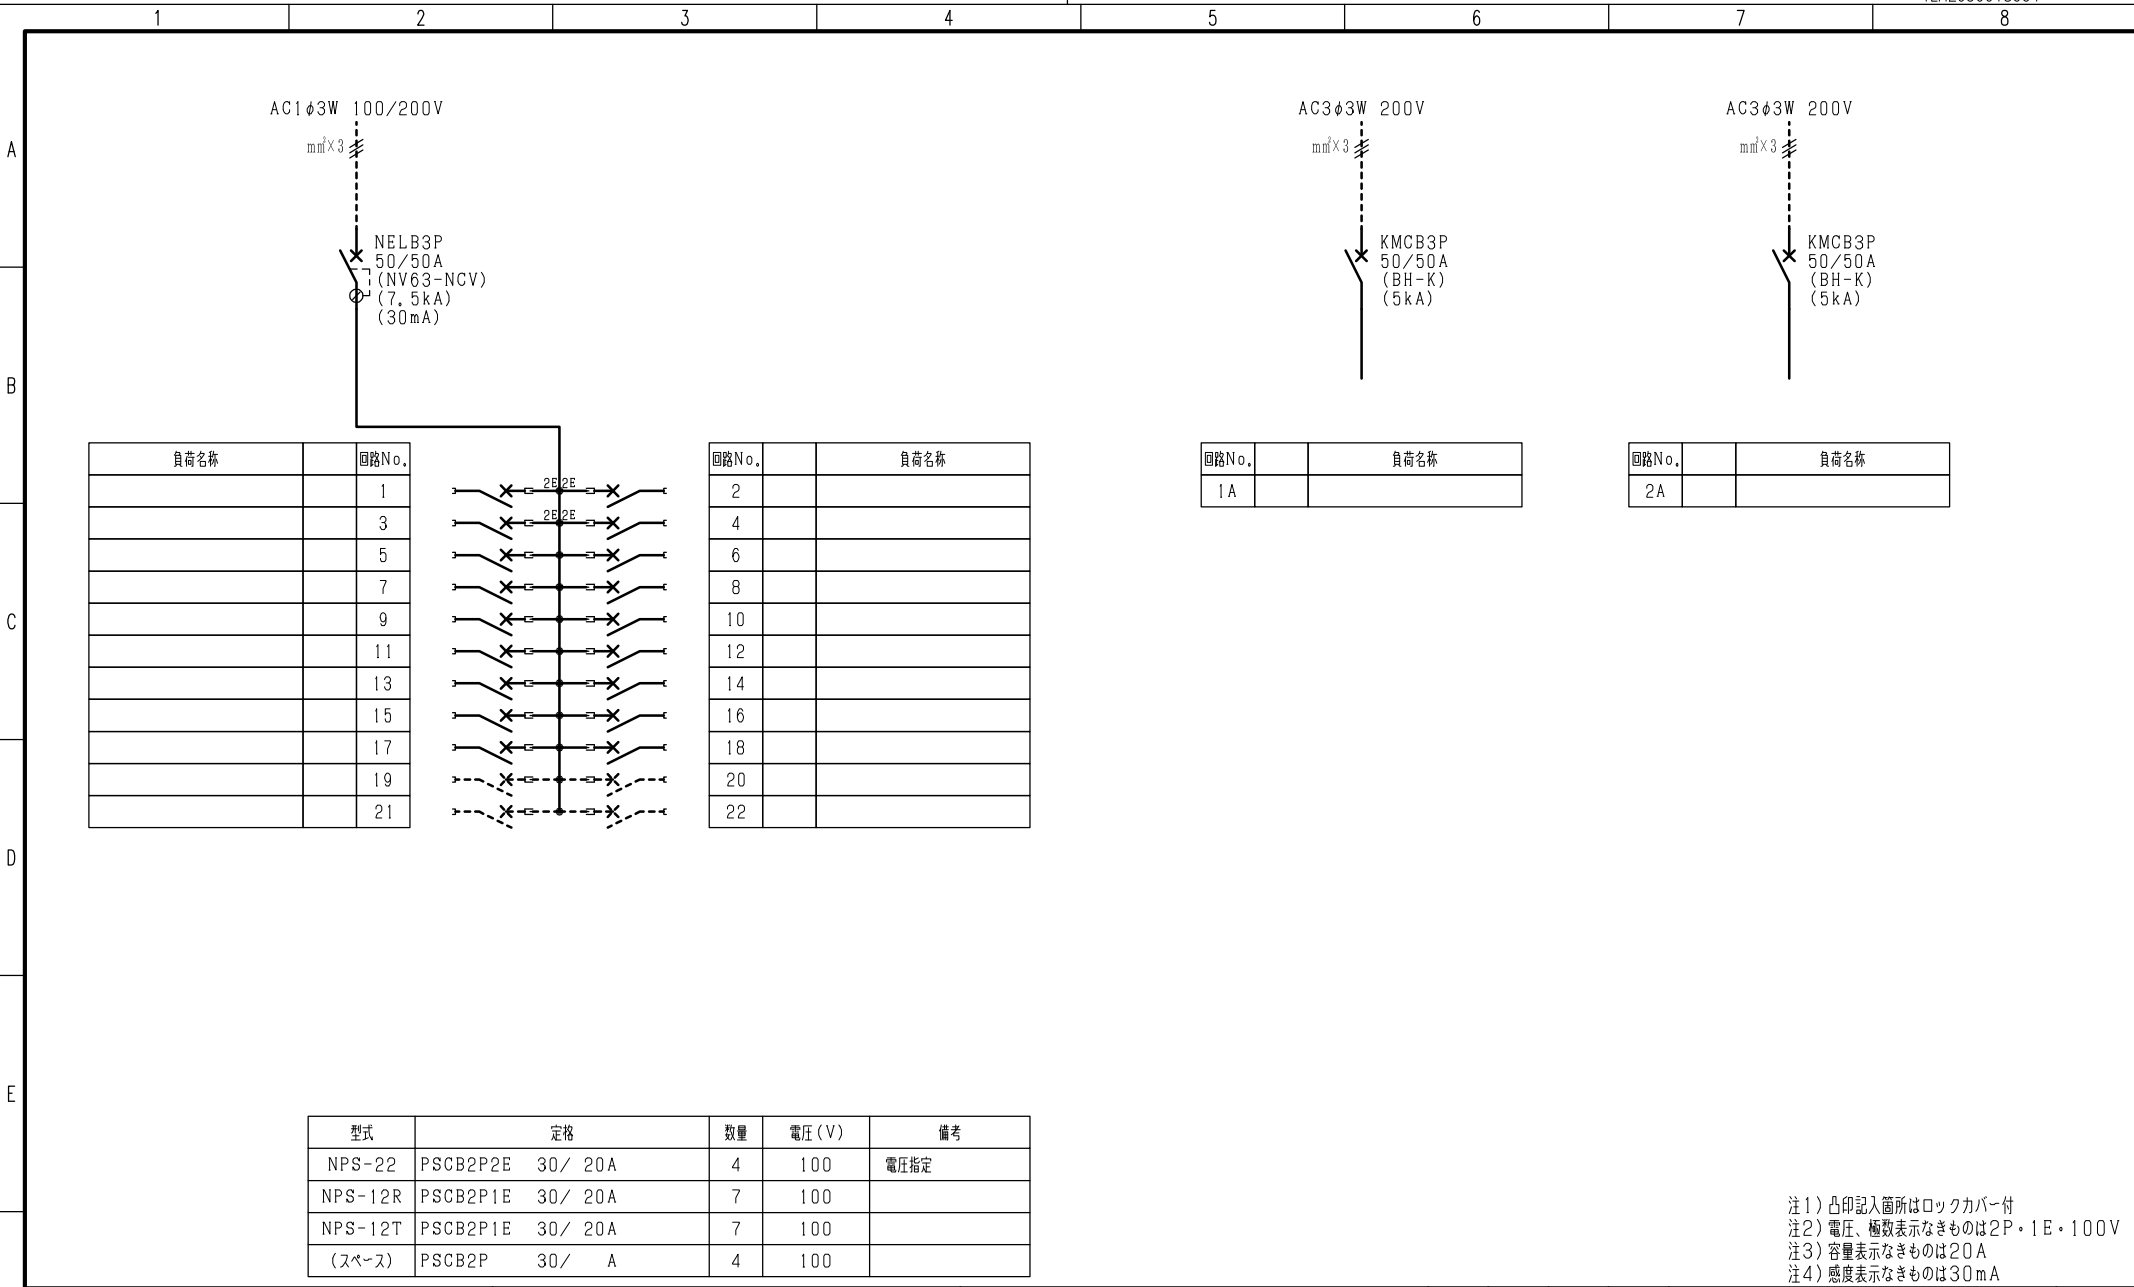 1 2 3 4 5 6 7 8
A
B
C
D
E
AC1φ3W 100/200V
mm²×3
NELB3P
50/50A
(NV63-NCV)
(7.5kA)
(30mA)
AC3φ3W 200V
mm²×3
KMCB3P
50/50A
(BH-K)
(5kA)
AC3φ3W 200V
mm²×3
KMCB3P
50/50A
(BH-K)
(5kA)
負荷名称 回路No. 回路No. 負荷名称
1 2E 2E 2
3 2E 2E 4
5 6
7 8
9 10
11 12
13 14
15 16
17 18
19 20
21 22
回路No. 負荷名称
1A
回路No. 負荷名称
2A
型式 定格 数量 電圧(V) 備考
NPS-22 PSCB2P2E 30/ 20A 4 100 電圧指定
NPS-12R PSCB2P1E 30/ 20A 7 100
NPS-12T PSCB2P1E 30/ 20A 7 100
(スペース) PSCB2P 30/ A 4 100
注1)凸印記入箇所はロックカバー付
注2)電圧、極数表示なきものは2P・1E・100V
注3)容量表示なきものは20A
注4)感度表示なきものは30mA